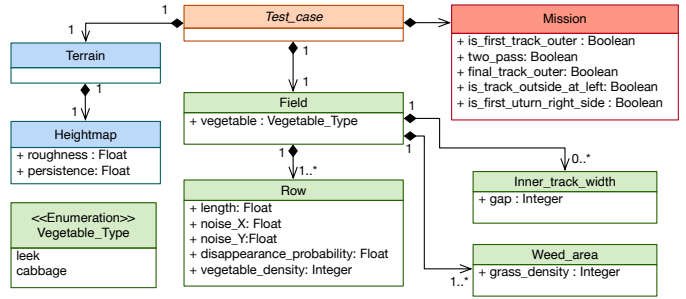 Test_case
1
1
Terrain
1
1
Heightmap
+ roughness : Float
+ persistence: Float
1
1
Field
+ vegetable : Vegetable_Type
1
1..*
Row
+ length: Float
+ noise_X: Float
+ noise_Y:Float
+ disappearance_probability: Float
+ vegetable_density: Integer
Mission
+ is_first_track_outer : Boolean
+ two_pass: Boolean
+ final_track_outer: Boolean
+ is_track_outside_at_left: Boolean
+ is_first_uturn_right_side : Boolean
1
0..*
Inner_track_width
+ gap : Integer
1
1..*
Weed_area
+ grass_density : Integer
<<Enumeration>>
Vegetable_Type
leek
cabbage